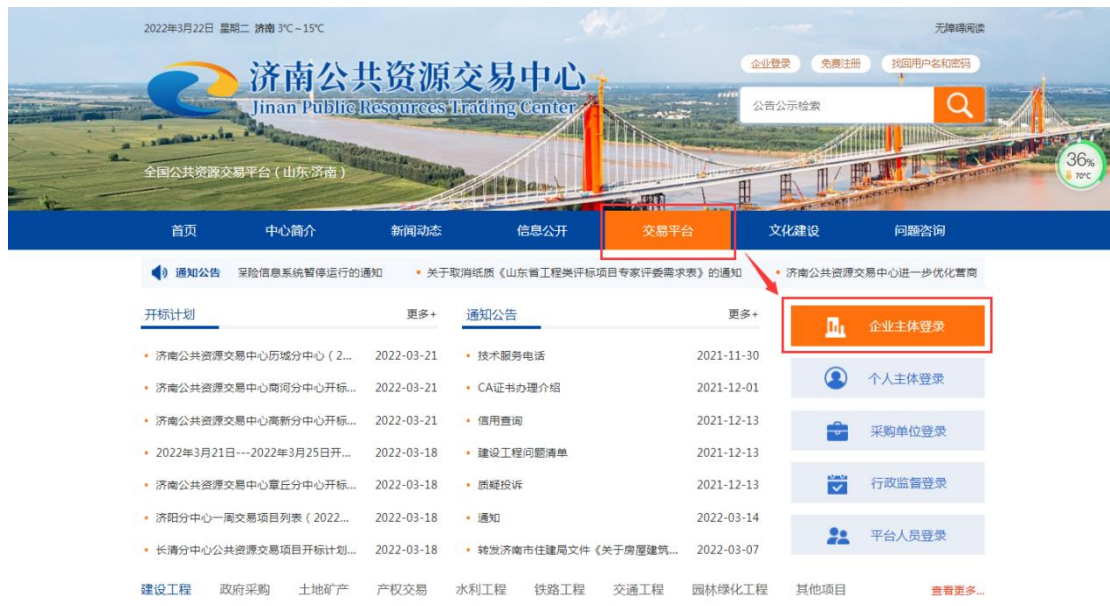 2022年3月22日 星期二 济南 3℃~15℃
无障碍阅读
企业登录 免费注册 找回用户名和密码
济南公共资源交易中心
Jinan Public Resources Trading Center
公告公示检索
全国公共资源交易平台（山东·济南）
36%
70℃
首页 中心简介 新闻动态 信息公开 交易平台 文化建设 问题咨询
通知公告 采险信息系统暂停运行的通知 • 关于取消纸质《山东省工程类评标项目专家评委需求表》的通知 • 济南公共资源交易中心进一步优化营商
开标计划 更多+ 通知公告 更多+
企业主体登录
• 济南公共资源交易中心历城分中心（2... 2022-03-21 • 技术服务电话 2021-11-30
个人主体登录
• 济南公共资源交易中心商河分中心开标... 2022-03-21 • CA证书办理介绍 2021-12-01
• 济南公共资源交易中心高新分中心开标... 2022-03-21 • 信用查询 2021-12-13
采购单位登录
• 2022年3月21日---2022年3月25日开... 2022-03-18 • 建设工程问题清单 2021-12-13
• 济南公共资源交易中心章丘分中心开标... 2022-03-18 • 质疑投诉 2021-12-13
行政监督登录
• 济阳分中心一周交易项目列表（2022... 2022-03-18 • 通知 2022-03-14
平台人员登录
• 长清分中心公共资源交易项目开标计划... 2022-03-18 • 转发济南市住建局文件《关于房屋建筑... 2022-03-07
建设工程 政府采购 土地矿产 产权交易 水利工程 铁路工程 交通工程 园林绿化工程 其他项目 查看更多...